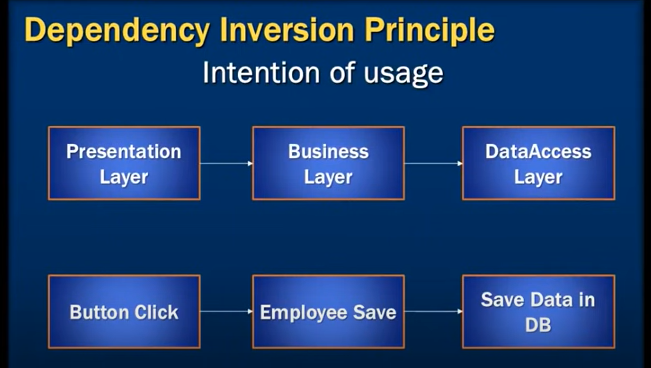 Dependency Inversion Principle
Intention of usage
Presentation
Layer
Business
Layer
DataAccess
Layer
Button Click
Employee Save
Save Data in
DB